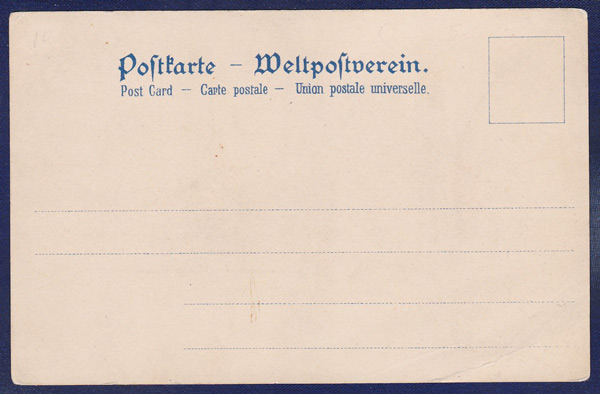 Poſtkarte – Weltpoſtverein.
Post Card – Carte postale – Union postale universelle.